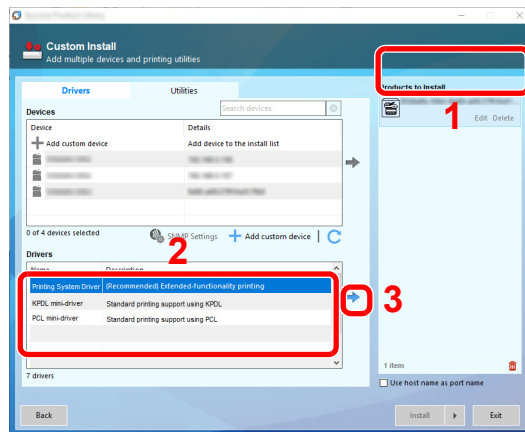 Custom Install
Add multiple devices and printing utilities
Drivers
Utilities
Products to Install
Devices
Search devices
Device
Details
Add custom device
Add device to the install list
1
Edit Delete
0 of 4 devices selected
SNMP Settings
Add custom device
2
Drivers
Name
Description
Printing System Driver
(Recommended) Extended-functionality printing
KPDL mini-driver
Standard printing support using KPDL
PCL mini-driver
Standard printing support using PCL
3
7 drivers
1 item
Use host name as port name
Back
Install
Exit